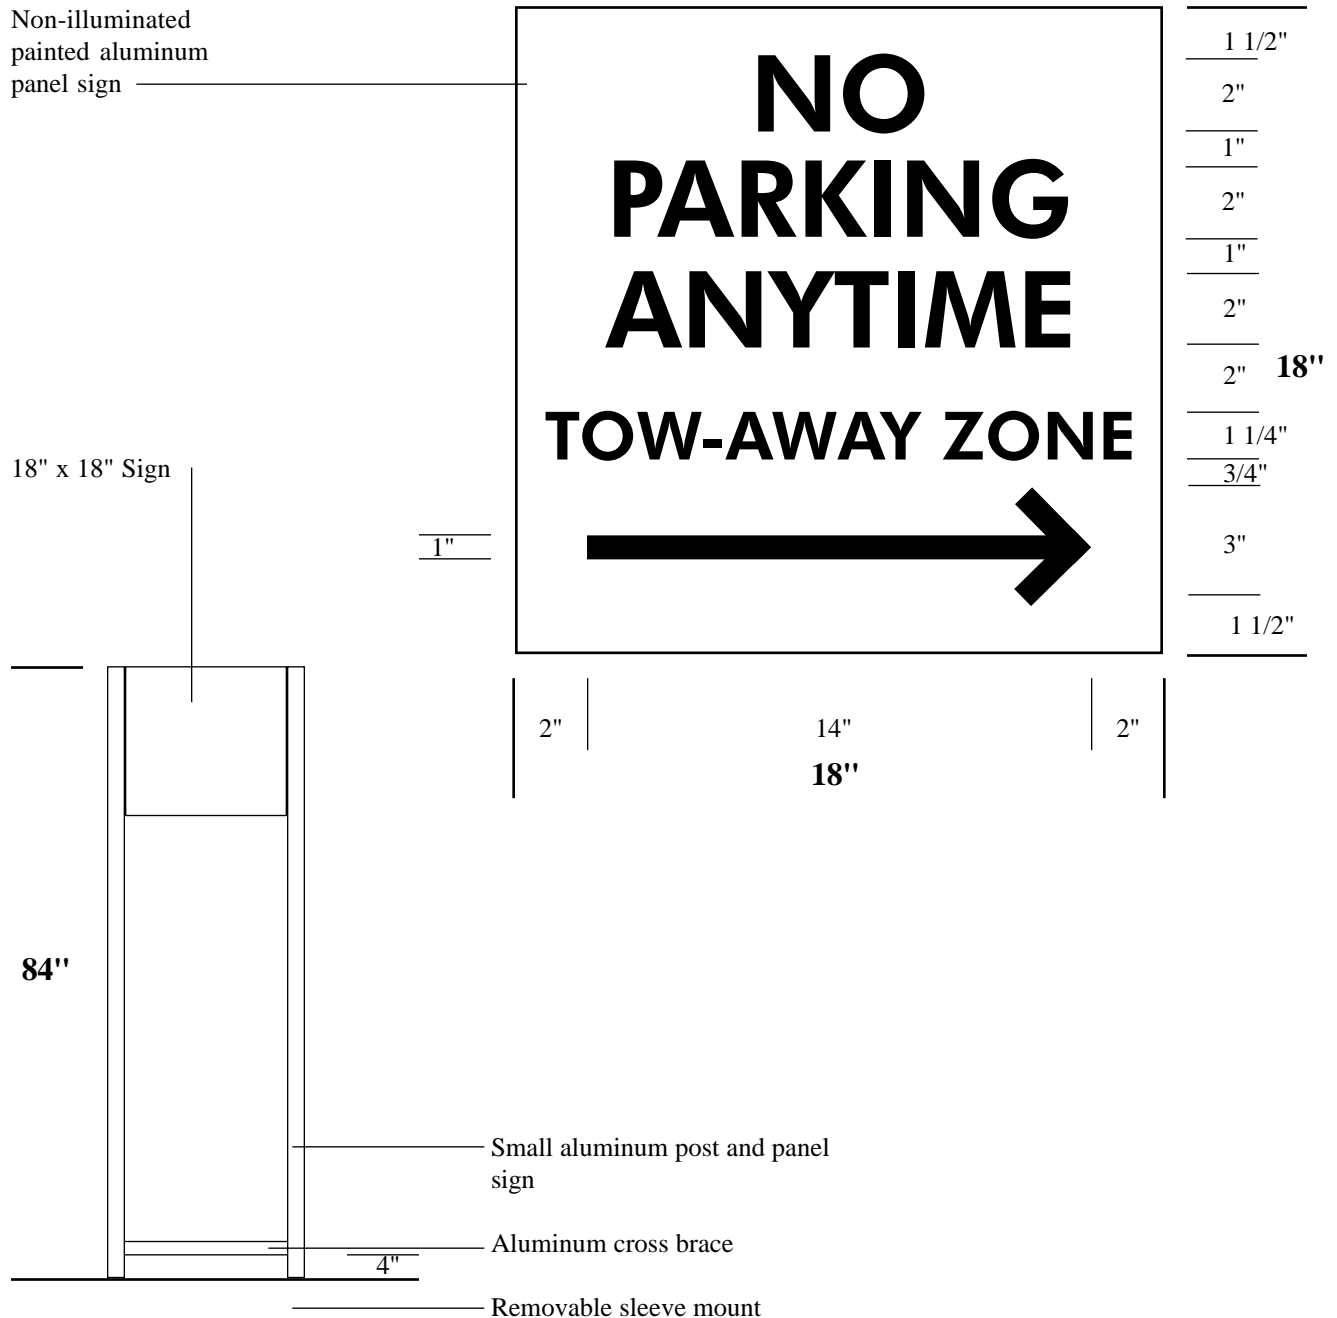 Non-illuminated
painted aluminum
panel sign
NO
PARKING
ANYTIME
TOW-AWAY ZONE
1 1/2"
2"
1"
2"
1"
2"
2"
18"
1 1/4"
3/4"
3"
1 1/2"
18" x 18" Sign
1"
2"
14"
2"
18"
84"
Small aluminum post and panel
sign
Aluminum cross brace
4"
Removable sleeve mount